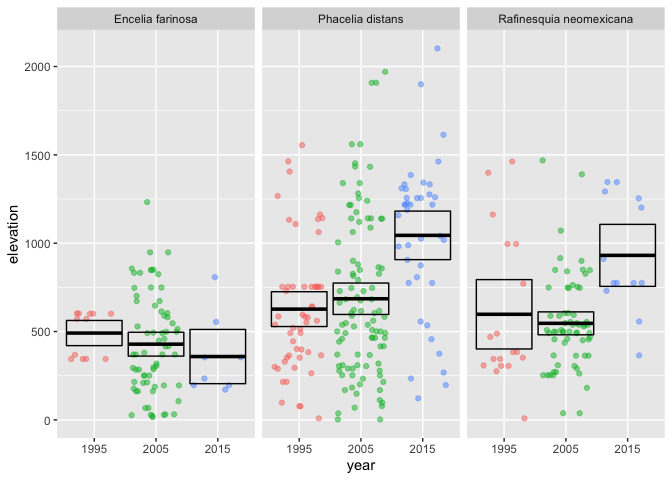 Encelia farinosa Phacelia distans Rafinesquia neomexicana
2000
1500
1000
500
0
elevation
1995 2005 2015 1995 2005 2015 1995 2005 2015
year